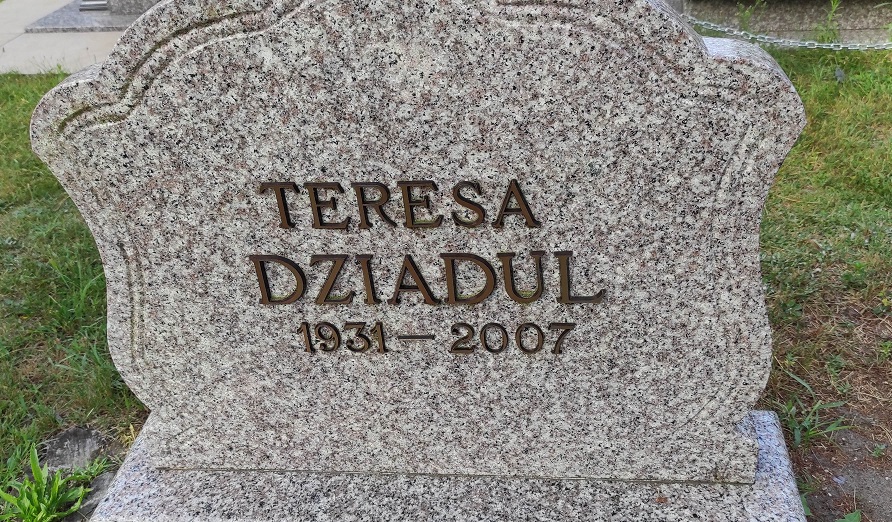 TERESA
DZIADUL
1931 — 2007